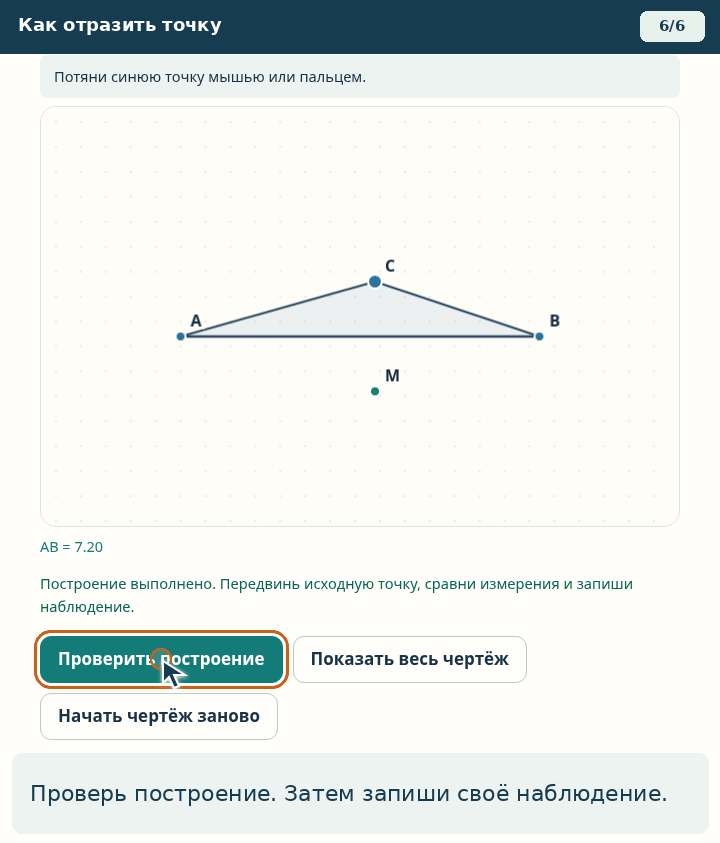 Как отразить точку
6/6
Потяни синюю точку мышью или пальцем.
C
A
B
M
AB = 7.20
Построение выполнено. Передвинь исходную точку, сравни измерения и запиши
наблюдение.
Проверить построение
Показать весь чертёж
Начать чертёж заново
Проверь построение. Затем запиши своё наблюдение.